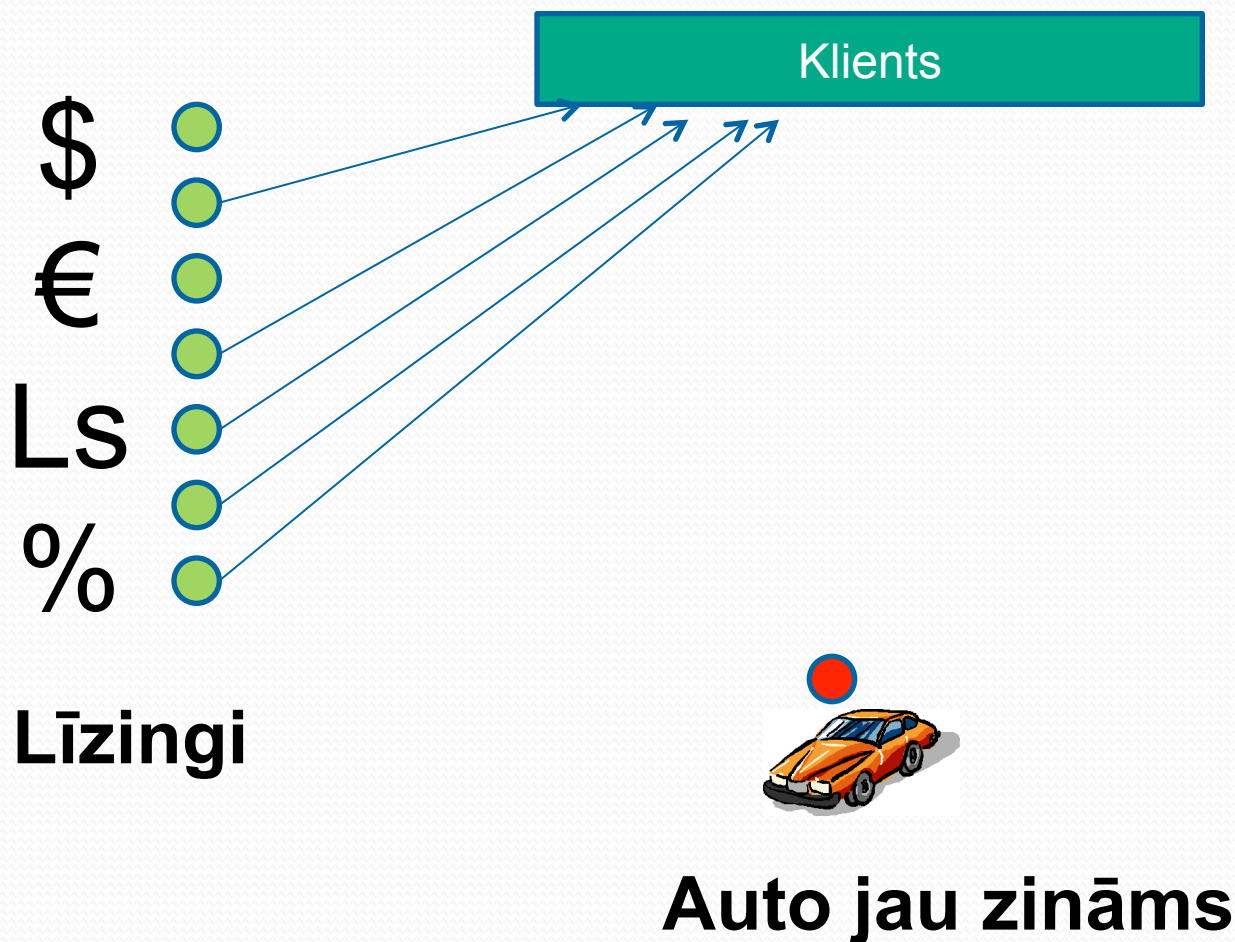 Klients
$
€
Ls
%
Līzingi
Auto jau zināms